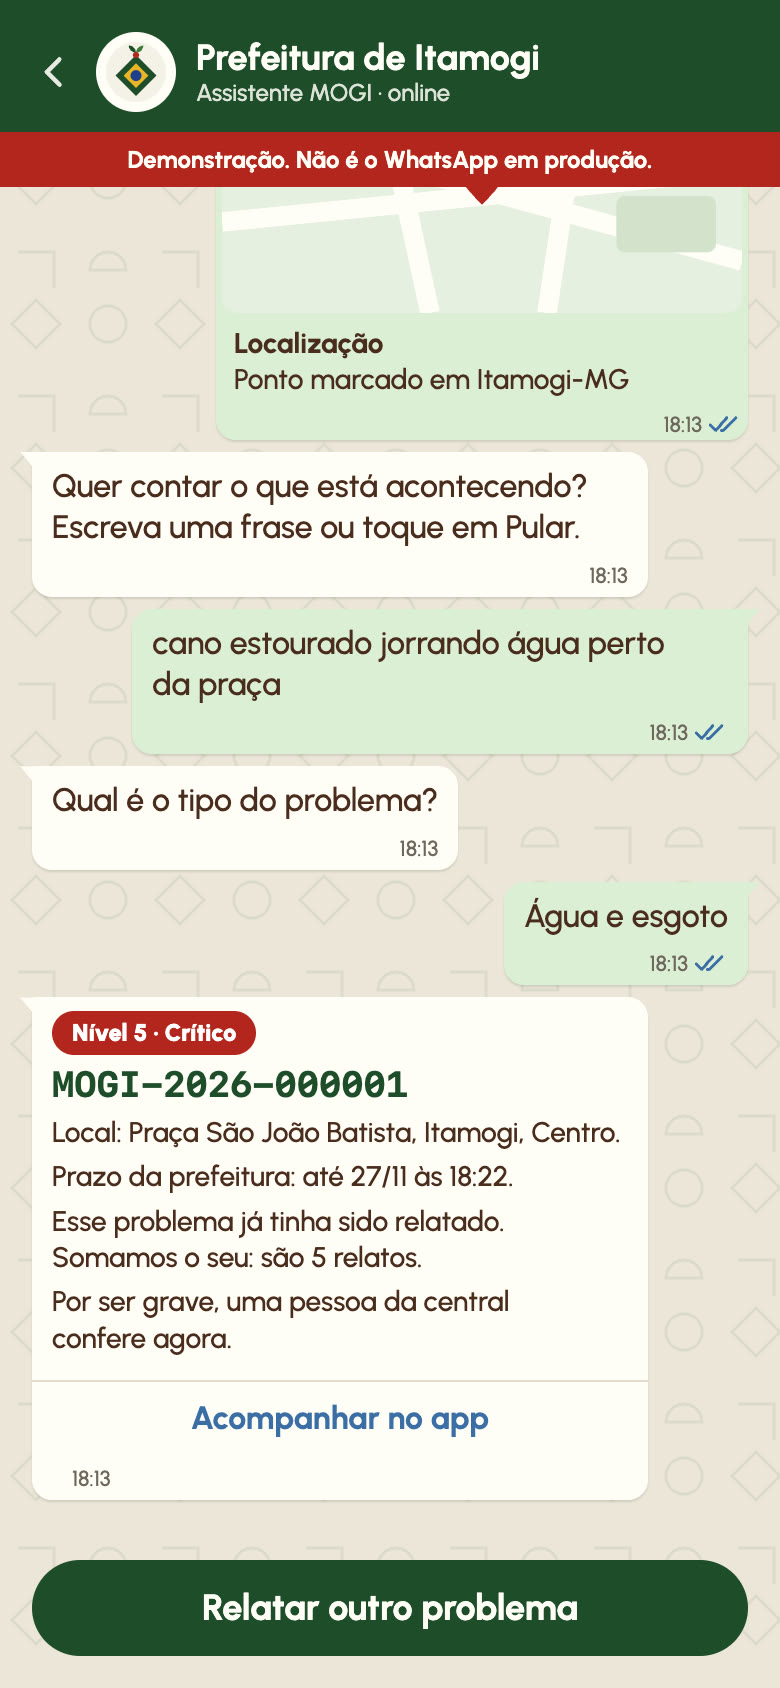 Prefeitura de Itamogi
Assistente MOGI · online
Demonstração. Não é o WhatsApp em produção.
Localização
Ponto marcado em Itamogi-MG
18:13
Quer contar o que está acontecendo?
Escreva uma frase ou toque em Pular.
18:13
cano estourado jorrando água perto
da praça
18:13
Qual é o tipo do problema?
18:13
Água e esgoto
18:13
Nível 5 · Crítico
MOGI-2026-000001
Local: Praça São João Batista, Itamogi, Centro.
Prazo da prefeitura: até 27/11 às 18:22.
Esse problema já tinha sido relatado.
Somamos o seu: são 5 relatos.
Por ser grave, uma pessoa da central
confere agora.
Acompanhar no app
18:13
Relatar outro problema